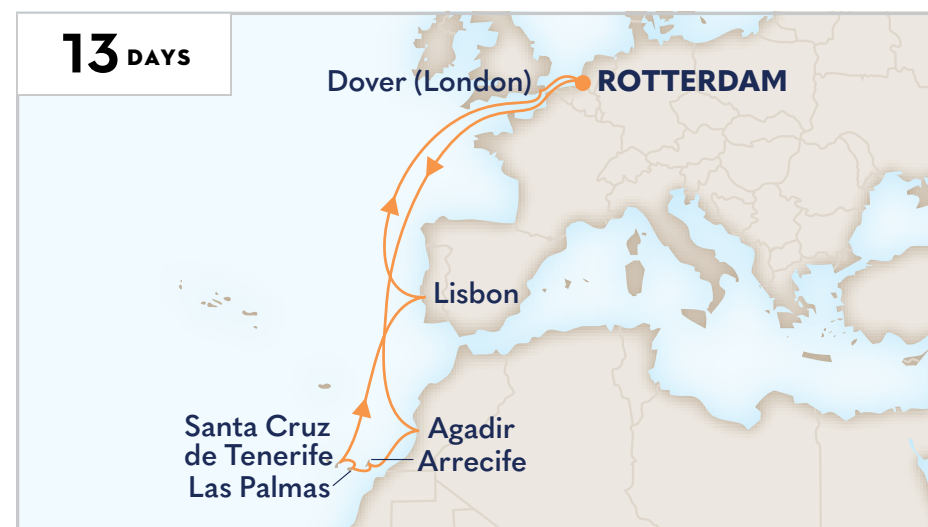 13 DAYS
Dover (London)
ROTTERDAM
Lisbon
Santa Cruz
de Tenerife
Las Palmas
Agadir
Arrecife